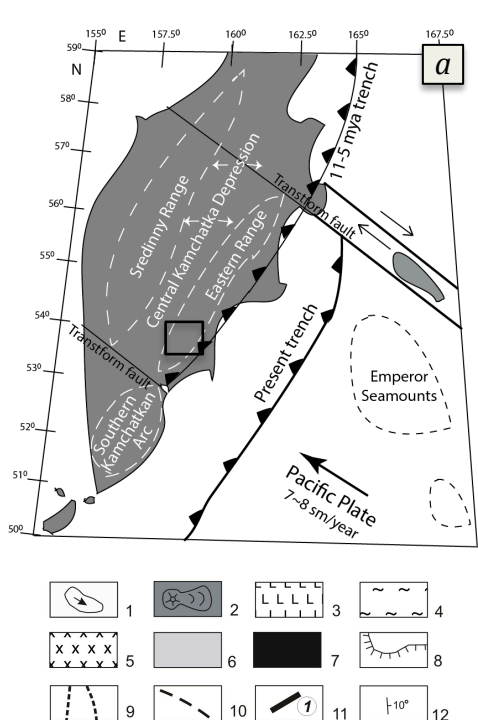 155⁰ E 157.5⁰ 160⁰ 162.5⁰ 165⁰ 167.5⁰
59⁰
N
a
58⁰
57⁰
56⁰
55⁰
54⁰
53⁰
52⁰
51⁰
50⁰
11-5 mya trench
Transform fault
Sredinny Range
Central Kamchatka Depression
Eastern Range
Transform fault
Southern
Kamchatkan
Arc
Present trench
Emperor
Seamounts
Pacific Plate
7~8 sm/year
1 2 3 4
5 6 7 8
9 10 1 11 10° 12